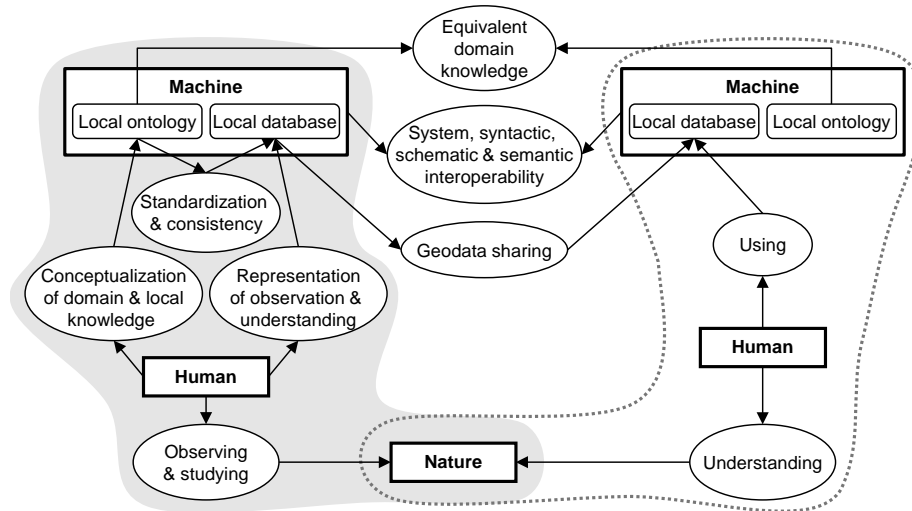 Equivalent
domain
knowledge
Machine
Local ontology
Local database
System, syntactic,
schematic & semantic
interoperability
Machine
Local database
Local ontology
Standardization
& consistency
Geodata sharing
Using
Conceptualization
of domain & local
knowledge
Representation
of observation &
understanding
Human
Human
Observing
& studying
Nature
Understanding